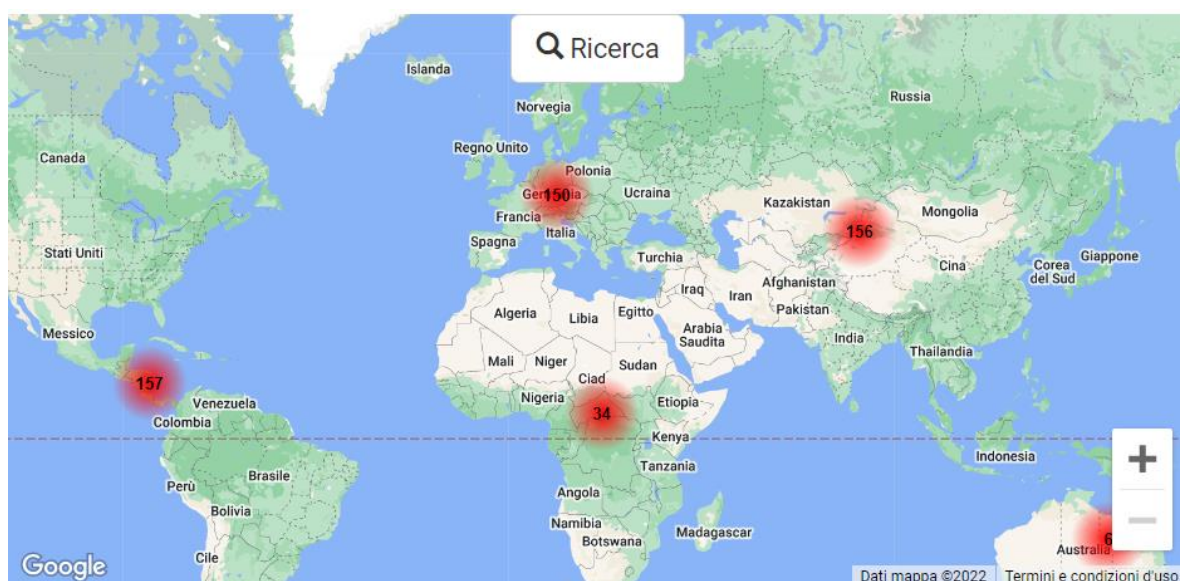 Ricerca
Islanda
Russia
Norvegia
Canada
Regno Unito
Polonia
150
Ucraina
Kazakistan
Mongolia
Francia
156
Italia
Spagna
Stati Uniti
Turchia
Cina
Corea
del Sud
Giappone
Afghanistan
Iraq
Iran
Algeria
Libia
Egitto
Pakistan
Messico
Arabia
Saudita
India
Thailandia
Mali
Niger
Sudan
157
Ciad
Venezuela
Nigeria
34
Etiopia
Colombia
Kenya
Indonesia
Tanzania
Brasile
Perù
Angola
Bolivia
Namibia
Madagascar
Botswana
6
Australia
Cile
Google
Dati mappa ©2022
Termini e condizioni d'uso